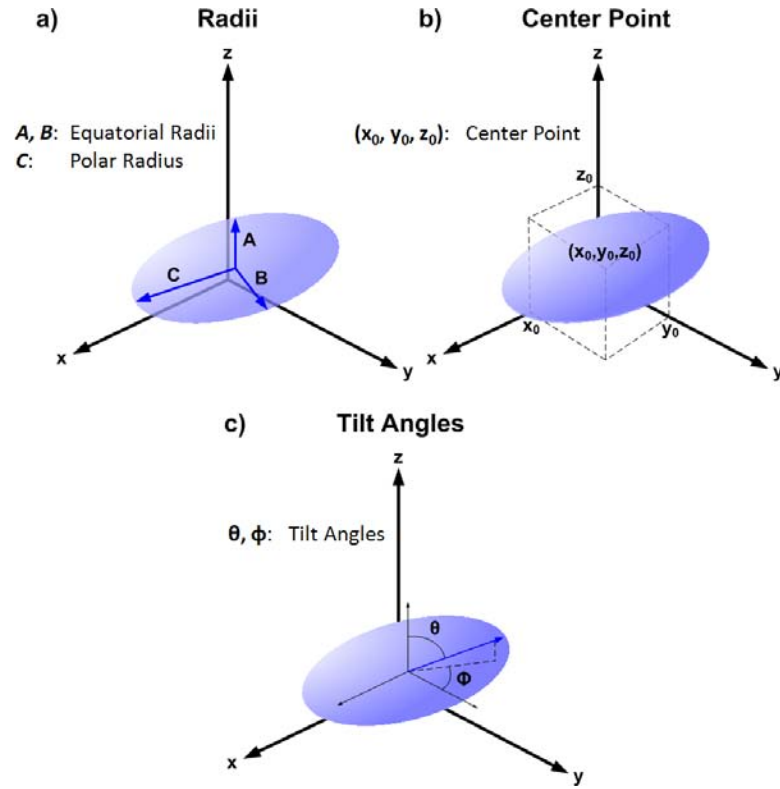 a) Radii
z
A, B: Equatorial Radii
C: Polar Radius
A
C
B
x
y
b) Center Point
z
(x₀, y₀, z₀): Center Point
z₀
(x₀,y₀,z₀)
x₀
y₀
x
y
c) Tilt Angles
z
θ, ϕ: Tilt Angles
θ
Φ
x
y